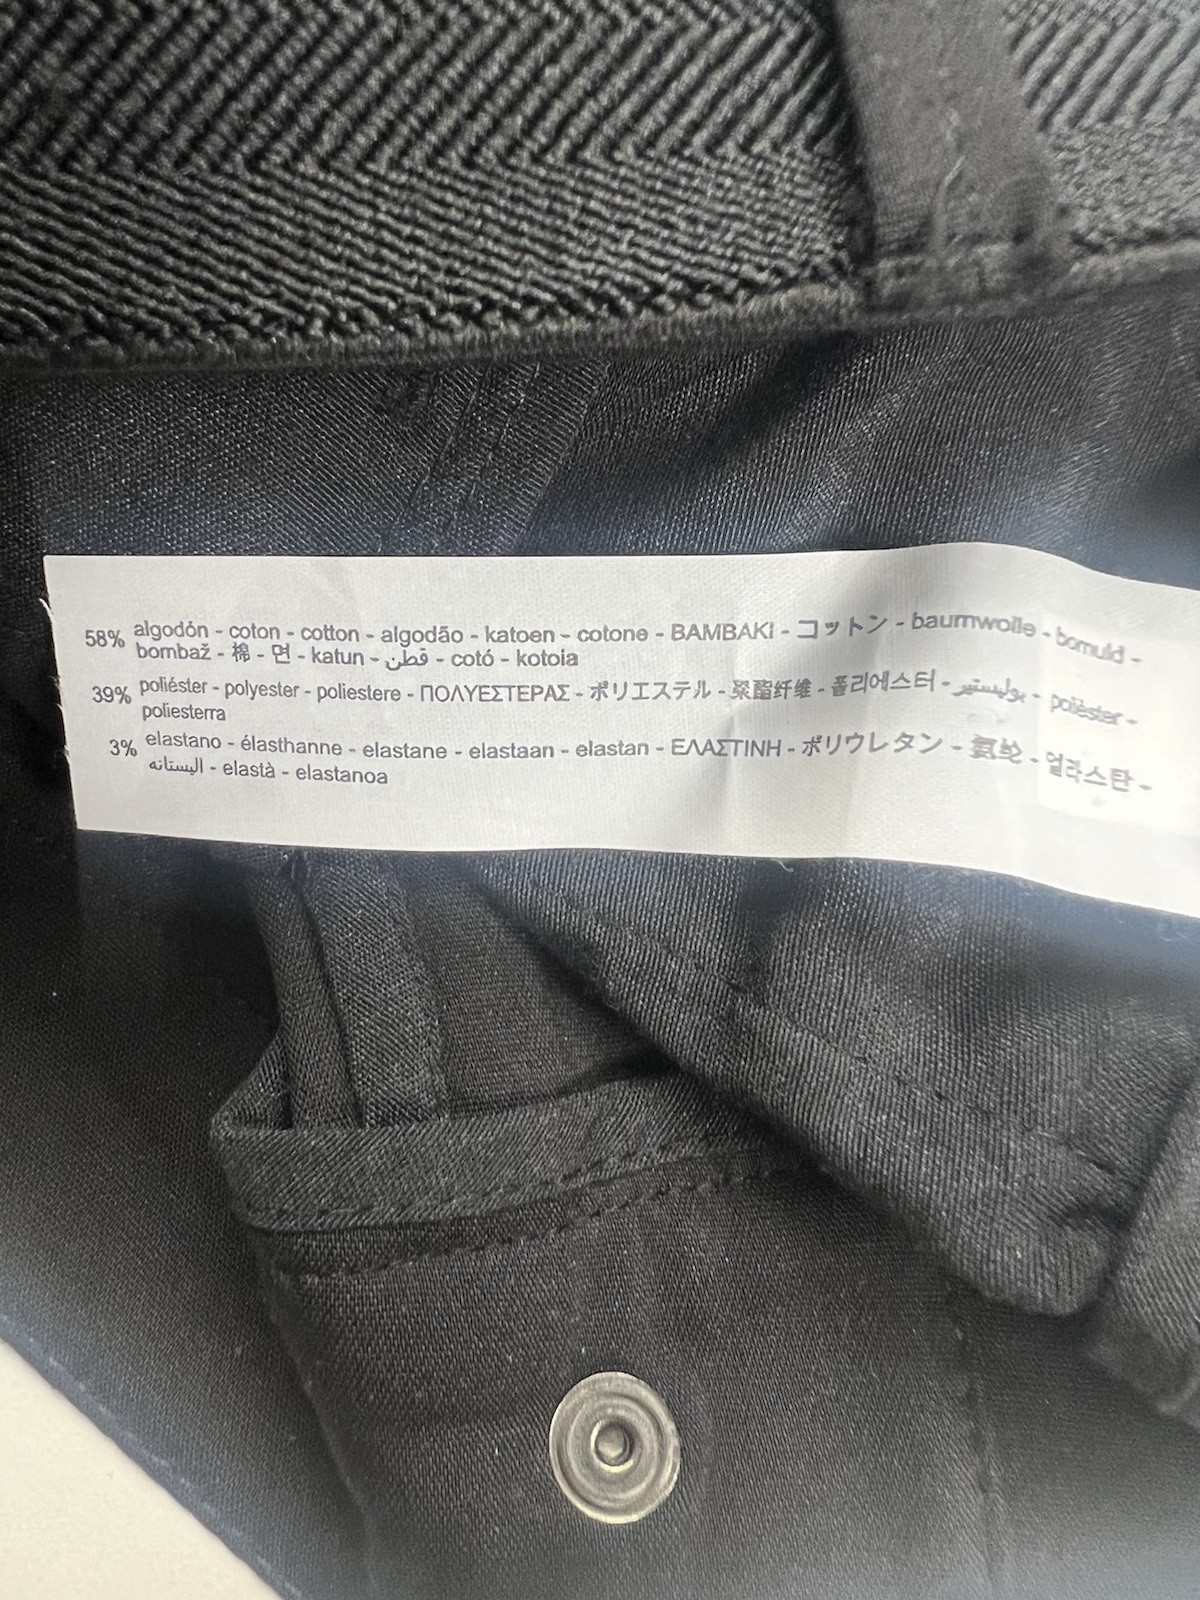 58% algodón - coton - cotton - algodão - katoen - cotone - BAMBAKI - コットン - baumwolle - bomuld -
bombaž - 棉 - 면 - katun - قطن - cotó - kotoia
39% poliéster - polyester - poliestere - ΠΟΛΥΕΣΤΕΡΑΣ - ポリエステル - 聚酯纤维 - 폴리에스터 - بوليستير - polièster -
poliesterra
3% elastano - élasthanne - elastane - elastaan - elastan - ΕΛΑΣΤΙΝΗ - ポリウレタン - 氨纶 - 엘라스탄 -
اليستانه - elastà - elastanoa